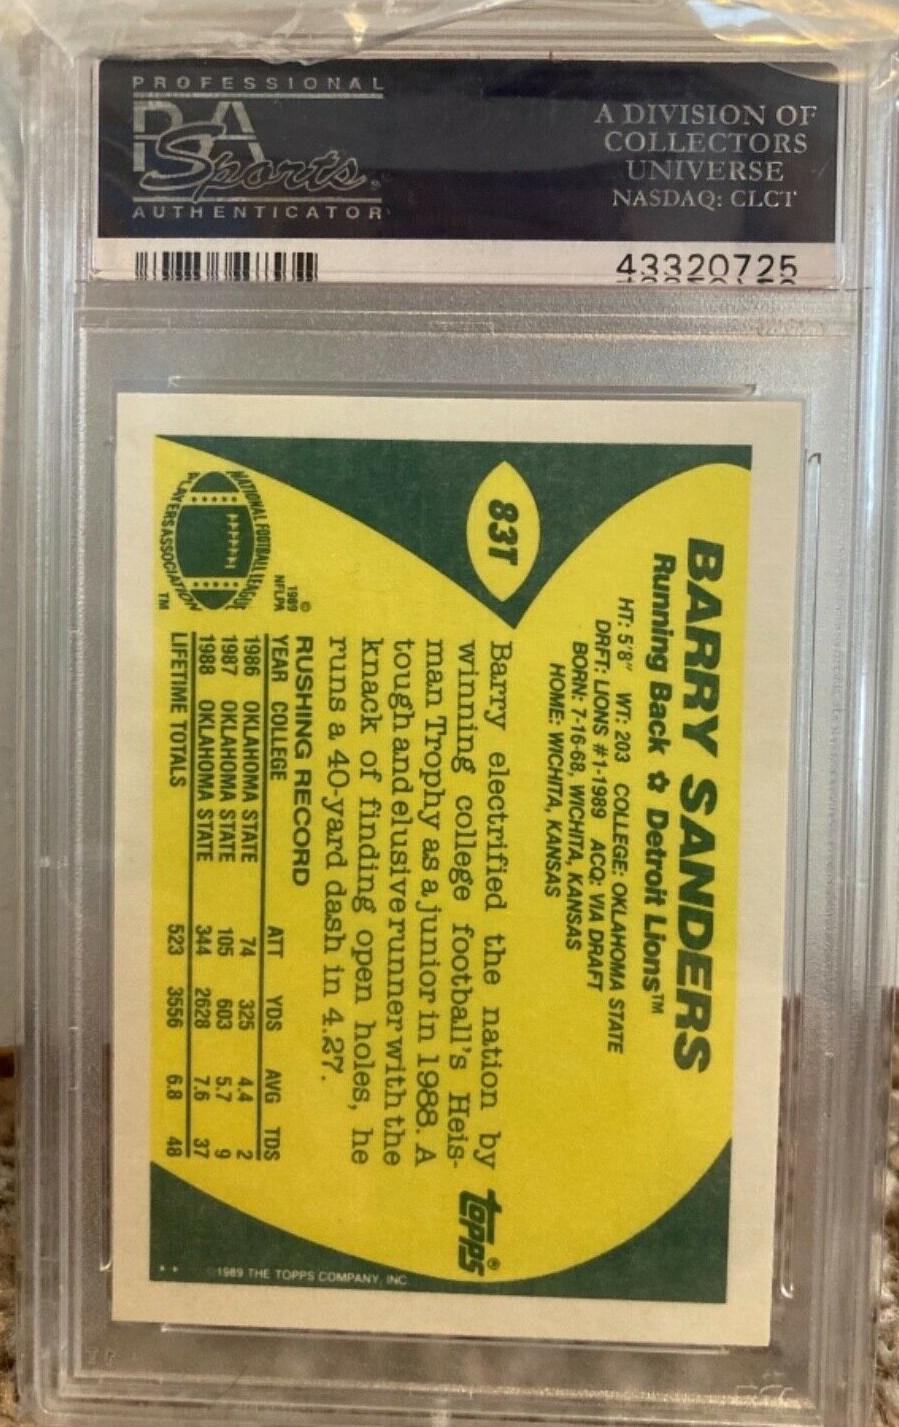 PROFESSIONAL
PSA
Sports
AUTHENTICATOR
A DIVISION OF
COLLECTORS
UNIVERSE
NASDAQ: CLCT
43320725
83T
BARRY SANDERS
Running Back ✩ Detroit Lions™
HT: 5'8" WT: 203 COLLEGE: OKLAHOMA STATE
DRFT: LIONS #1-1989 ACQ: VIA DRAFT
BORN: 7-16-68, WICHITA, KANSAS
HOME: WICHITA, KANSAS
Barry electrified the nation by
winning college football's Heis-
man Trophy as a junior in 1988. A
tough and elusive runner with the
knack of finding open holes, he
runs a 40-yard dash in 4.27.
topps®
NATIONAL FOOTBALL LEAGUE
PLAYERS ASSOCIATION
TM
©
1989
NFLPA
RUSHING RECORD
YEAR COLLEGE ATT YDS AVG TDS
1986 OKLAHOMA STATE 74 325 4.4 2
1987 OKLAHOMA STATE 105 603 5.7 9
1988 OKLAHOMA STATE 344 2628 7.6 37
LIFETIME TOTALS 523 3556 6.8 48
** ©1989 THE TOPPS COMPANY, INC.